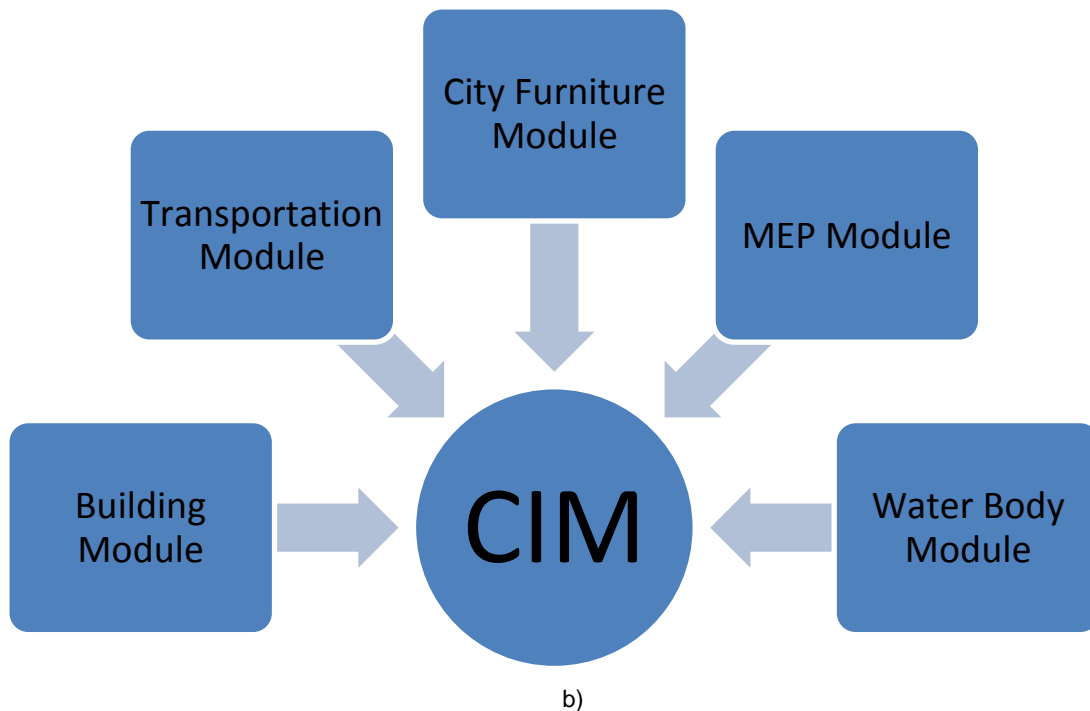 City Furniture
Module
Transportation
Module
MEP Module
Building
Module
CIM
Water Body
Module
b)